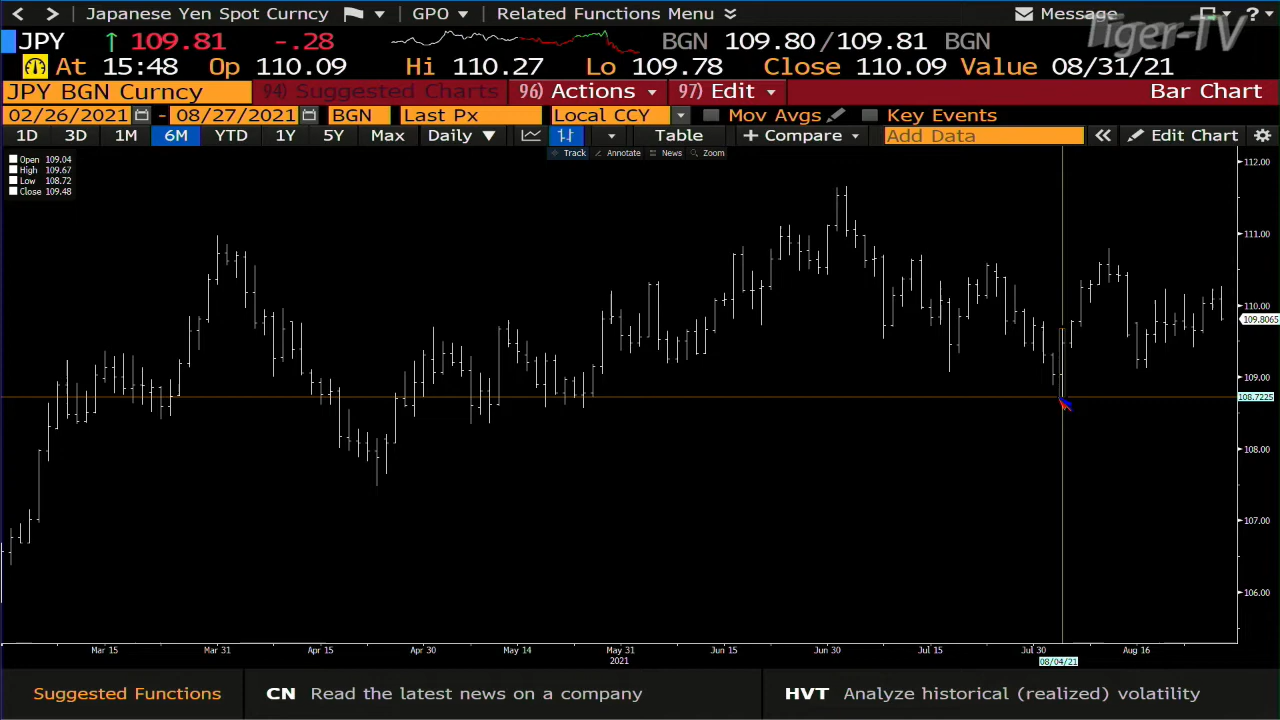 Japanese Yen Spot Curncy GPO Related Functions Menu Message ?
Tiger-TV
JPY ↑ 109.81 -.28 BGN 109.80/109.81 BGN
At 15:48 Op 110.09 Hi 110.27 Lo 109.78 Close 110.09 Value 08/31/21
JPY BGN Curncy 94) Suggested Charts 96) Actions 97) Edit Bar Chart
02/26/2021 - 08/27/2021 BGN Last Px Local CCY Mov Avgs Key Events
1D 3D 1M 6M YTD 1Y 5Y Max Daily ▼ Table + Compare Add Data « Edit Chart
Track Annotate News Zoom
Open 109.04
High 109.67
Low 108.72
Close 109.48
112.00
111.00
110.00
109.8065
109.00
108.7225
108.00
107.00
106.00
Mar 15 Mar 31 Apr 15 Apr 30 May 14 May 31 Jun 15 Jun 30 Jul 15 Jul 30 Aug 16
2021 08/04/21
Suggested Functions CN Read the latest news on a company HVT Analyze historical (realized) volatility